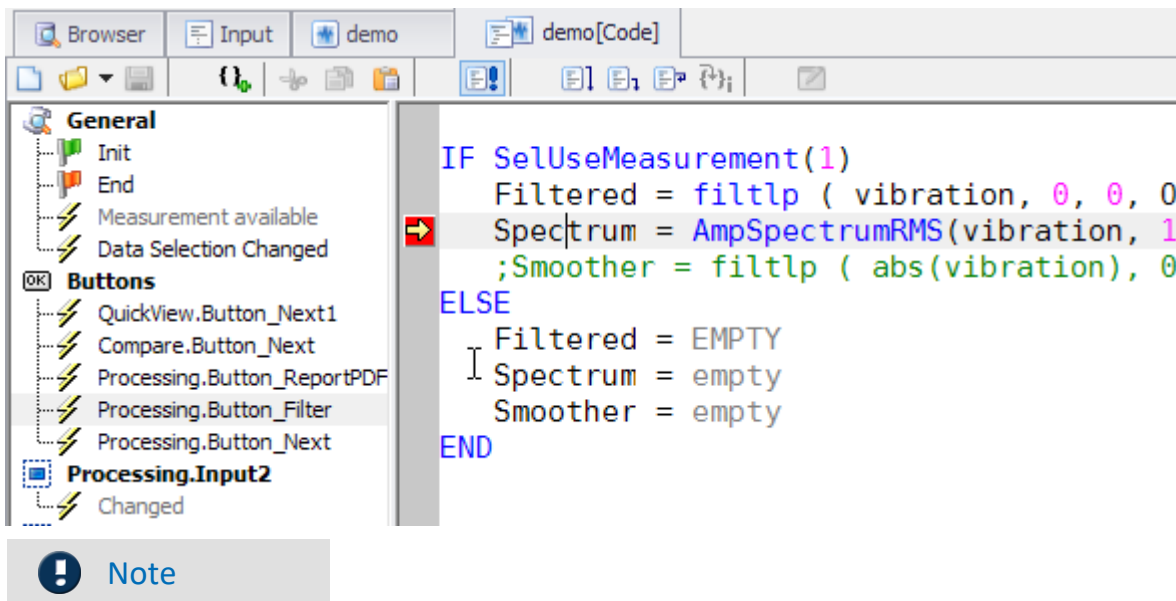 Browser Input demo demo[Code]
General
Init
End
Measurement available
Data Selection Changed
OK Buttons
QuickView.Button_Next1
Compare.Button_Next
Processing.Button_ReportPDF
Processing.Button_Filter
Processing.Button_Next
Processing.Input2
Changed
IF SelUseMeasurement(1)
Filtered = filtlp ( vibration, 0, 0, 0
Spectrum = AmpSpectrumRMS(vibration, 1
;Smoother = filtlp ( abs(vibration), 0
ELSE
Filtered = EMPTY
Spectrum = empty
Smoother = empty
END
Note